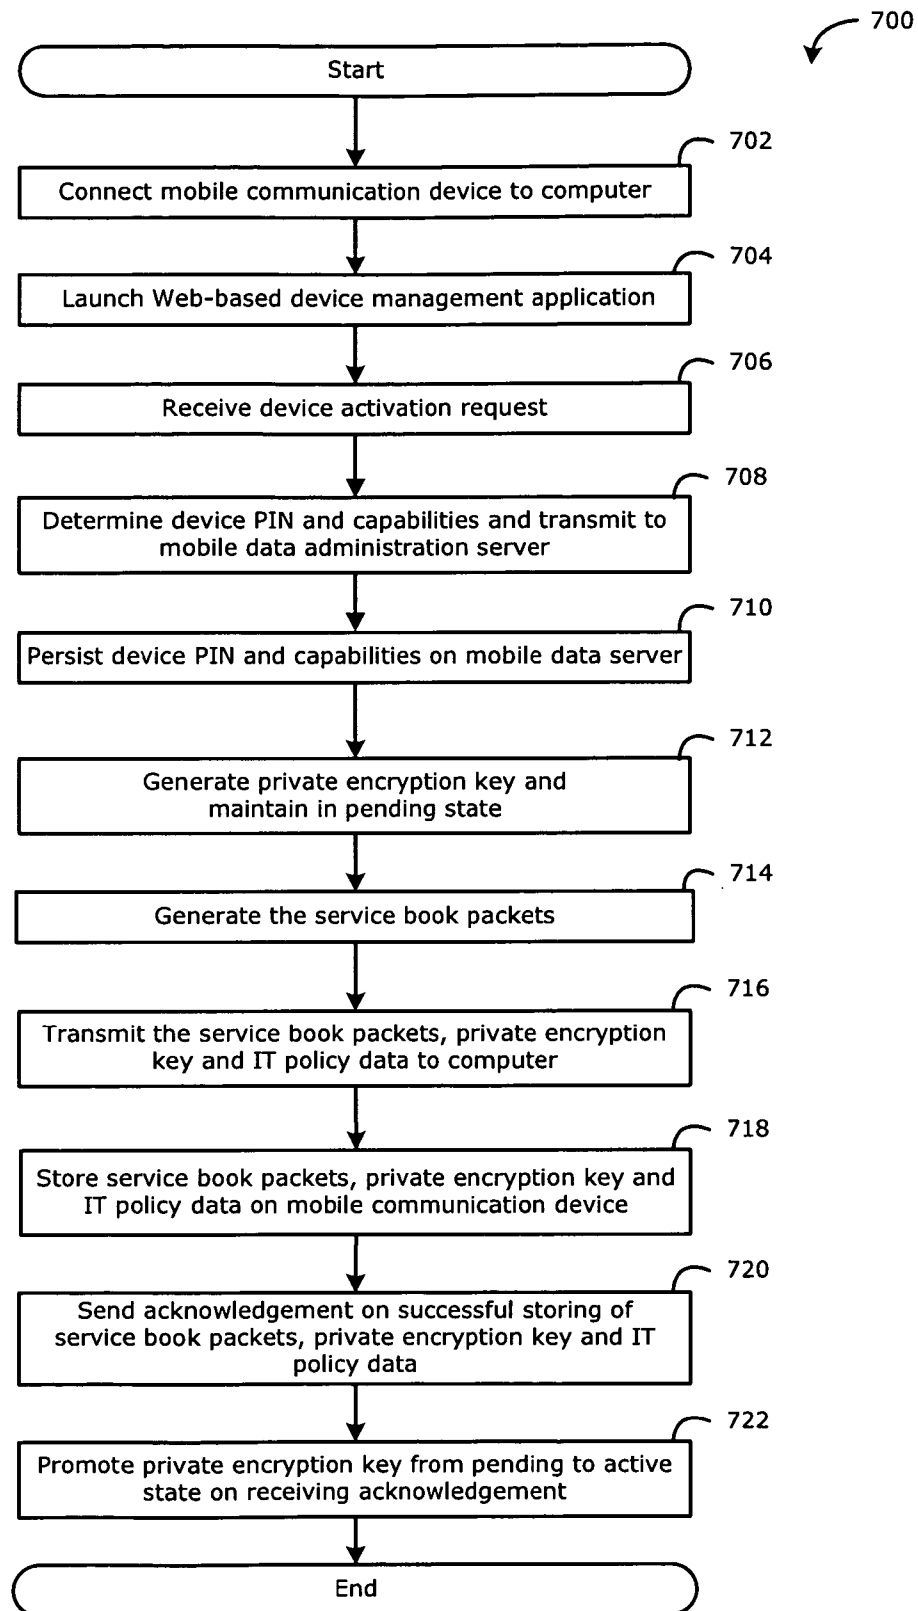 700
Start
702
Connect mobile communication device to computer
704
Launch Web-based device management application
706
Receive device activation request
708
Determine device PIN and capabilities and transmit to
mobile data administration server
710
Persist device PIN and capabilities on mobile data server
712
Generate private encryption key and
maintain in pending state
714
Generate the service book packets
716
Transmit the service book packets, private encryption
key and IT policy data to computer
718
Store service book packets, private encryption key and
IT policy data on mobile communication device
720
Send acknowledgement on successful storing of
service book packets, private encryption key and IT
policy data
722
Promote private encryption key from pending to active
state on receiving acknowledgement
End